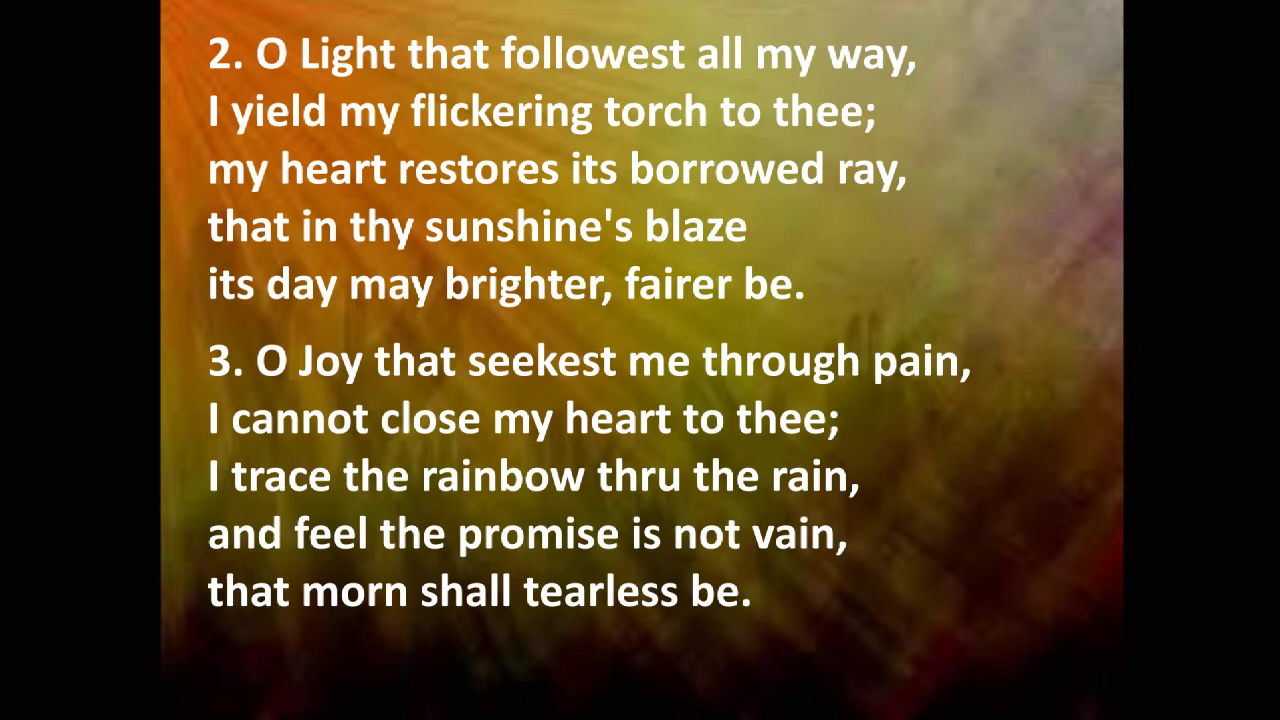 2. O Light that followest all my way,
I yield my flickering torch to thee;
my heart restores its borrowed ray,
that in thy sunshine's blaze
its day may brighter, fairer be.
3. O Joy that seekest me through pain,
I cannot close my heart to thee;
I trace the rainbow thru the rain,
and feel the promise is not vain,
that morn shall tearless be.